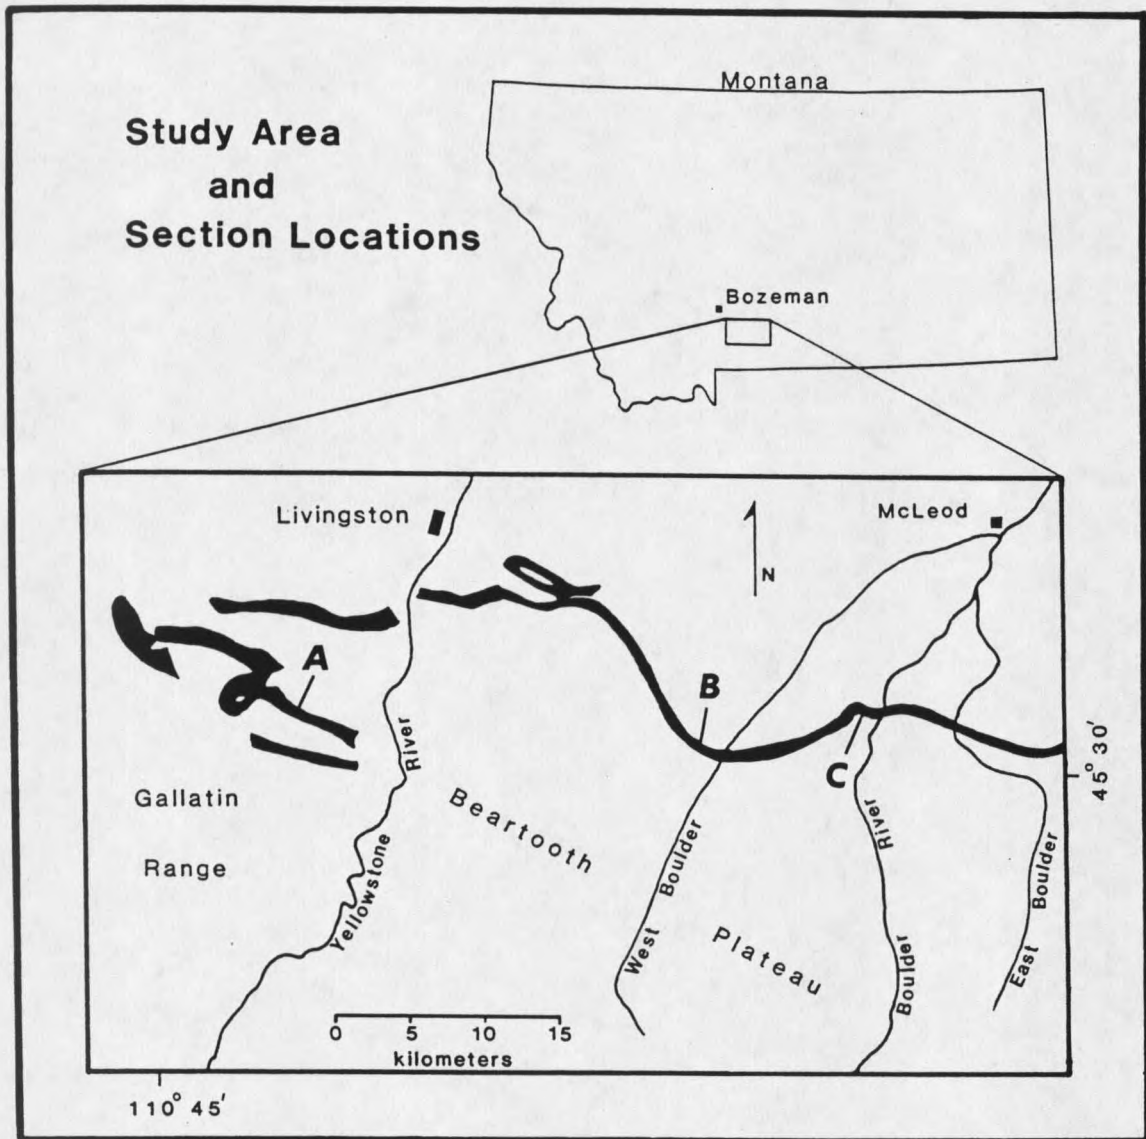 Montana
Study Area
and
Section Locations
Bozeman
Livingston
McLeod
N
A
B
C
45° 30′
River
Yellowstone
Gallatin
Range
Beartooth
Plateau
West Boulder
River
Boulder
East Boulder
0 5 10 15
kilometers
110° 45′